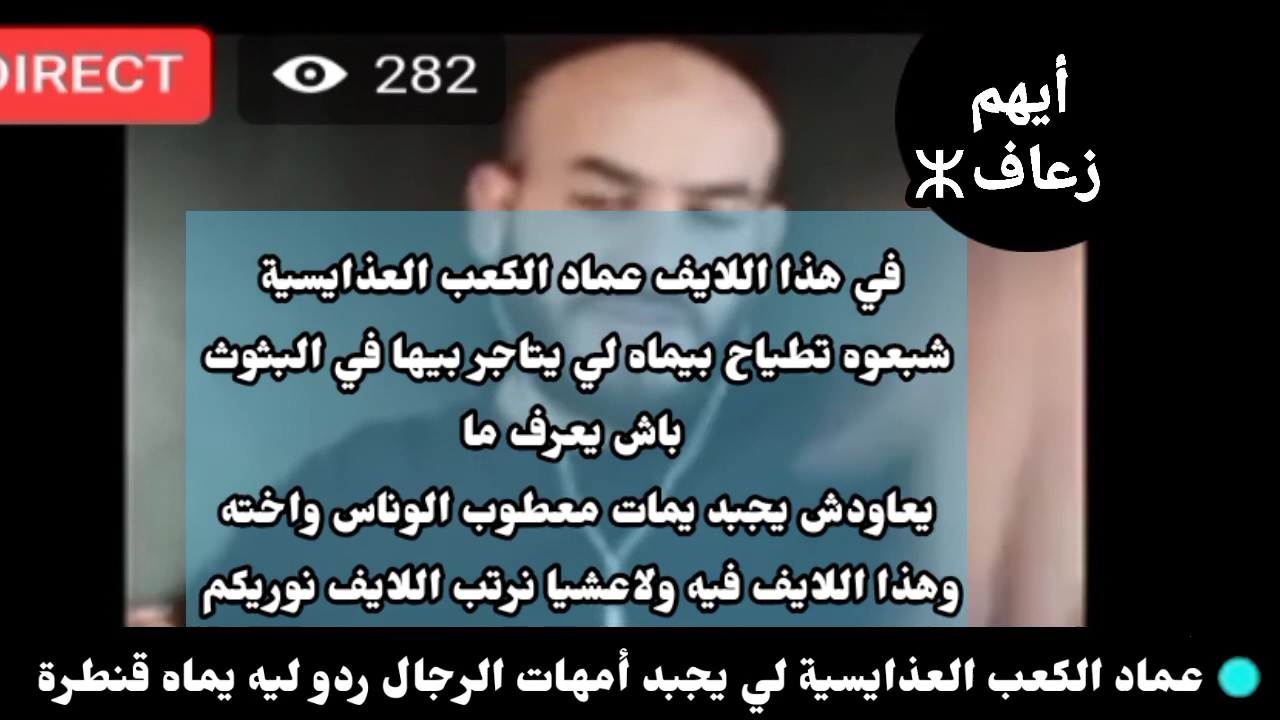 DIRECT
282
أيهم
زعاف ⵣ
في هذا اللايف عماد الكعب العذايسية
شبعوه تطياح بيماه لي يتاجر بيها في البثوث
باش يعرف ما
يعاودش يجبد يمات معطوب الوناس واخته
وهذا اللايف فيه ولاعشيا نرتب اللايف نوريكم
عماد الكعب العذايسية لي يجبد أمهات الرجال ردو ليه يماه قنطرة